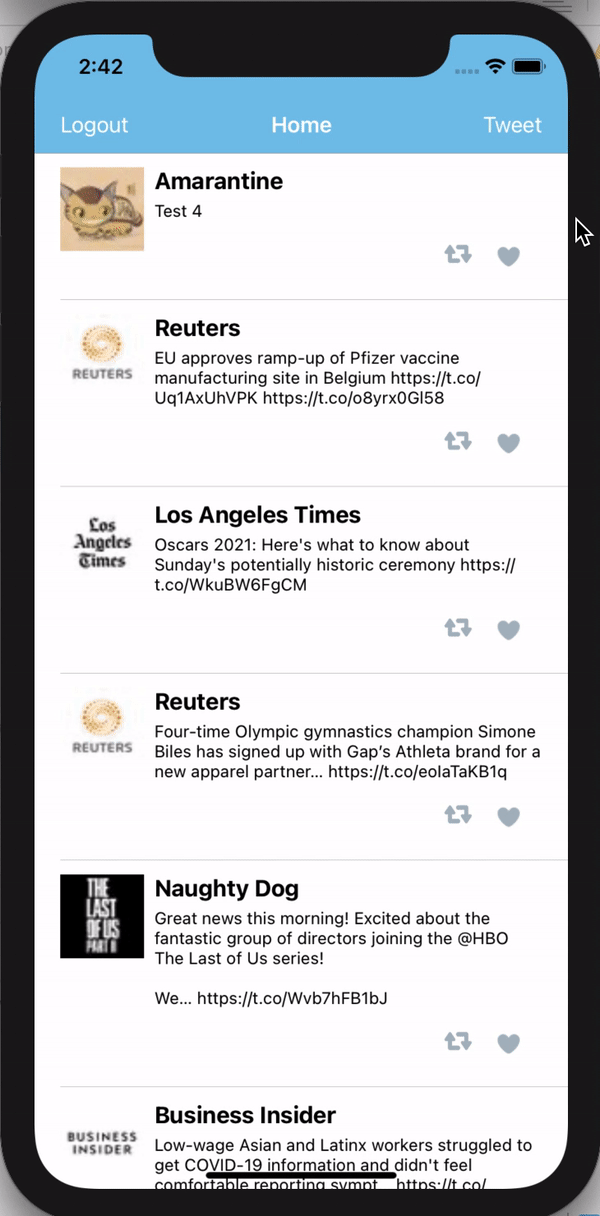 2:42
Logout Home Tweet
Amarantine
Test 4
REUTERS
Reuters
EU approves ramp-up of Pfizer vaccine
manufacturing site in Belgium https://t.co/
Uq1AxUhVPK https://t.co/o8yrx0Gl58
Los
Angeles
Times
Los Angeles Times
Oscars 2021: Here's what to know about
Sunday's potentially historic ceremony https://
t.co/WkuBW6FgCM
REUTERS
Reuters
Four-time Olympic gymnastics champion Simone
Biles has signed up with Gap’s Athleta brand for a
new apparel partner… https://t.co/eoIaTaKB1q
THE
LAST
OF US
PART II
Naughty Dog
Great news this morning! Excited about the
fantastic group of directors joining the @HBO
The Last of Us series!
We… https://t.co/Wvb7hFB1bJ
BUSINESS
INSIDER
Business Insider
Low-wage Asian and Latinx workers struggled to
get COVID-19 information and didn't feel
comfortable reporting sympt… https://t.co/